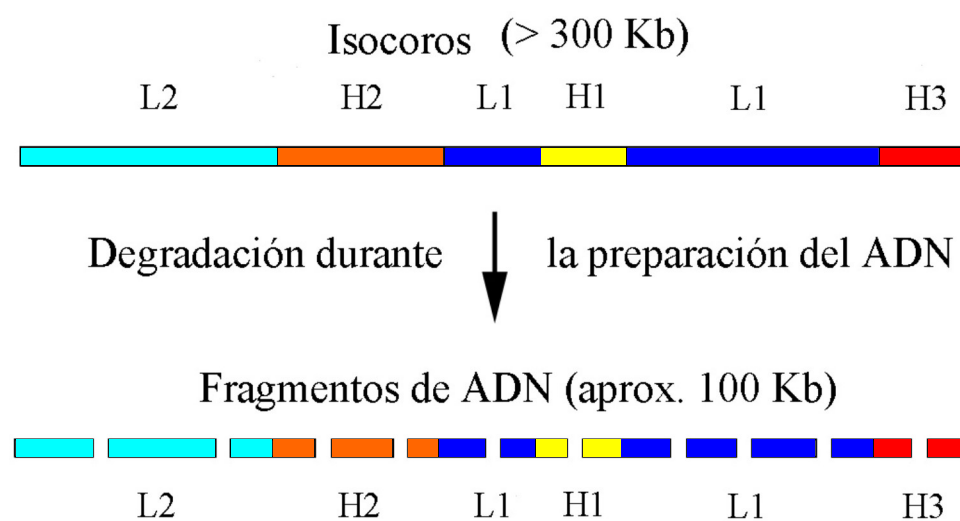 Isocoros (> 300 Kb)
L2 H2 L1 H1 L1 H3
Degradación durante la preparación del ADN
Fragmentos de ADN (aprox. 100 Kb)
L2 H2 L1 H1 L1 H3